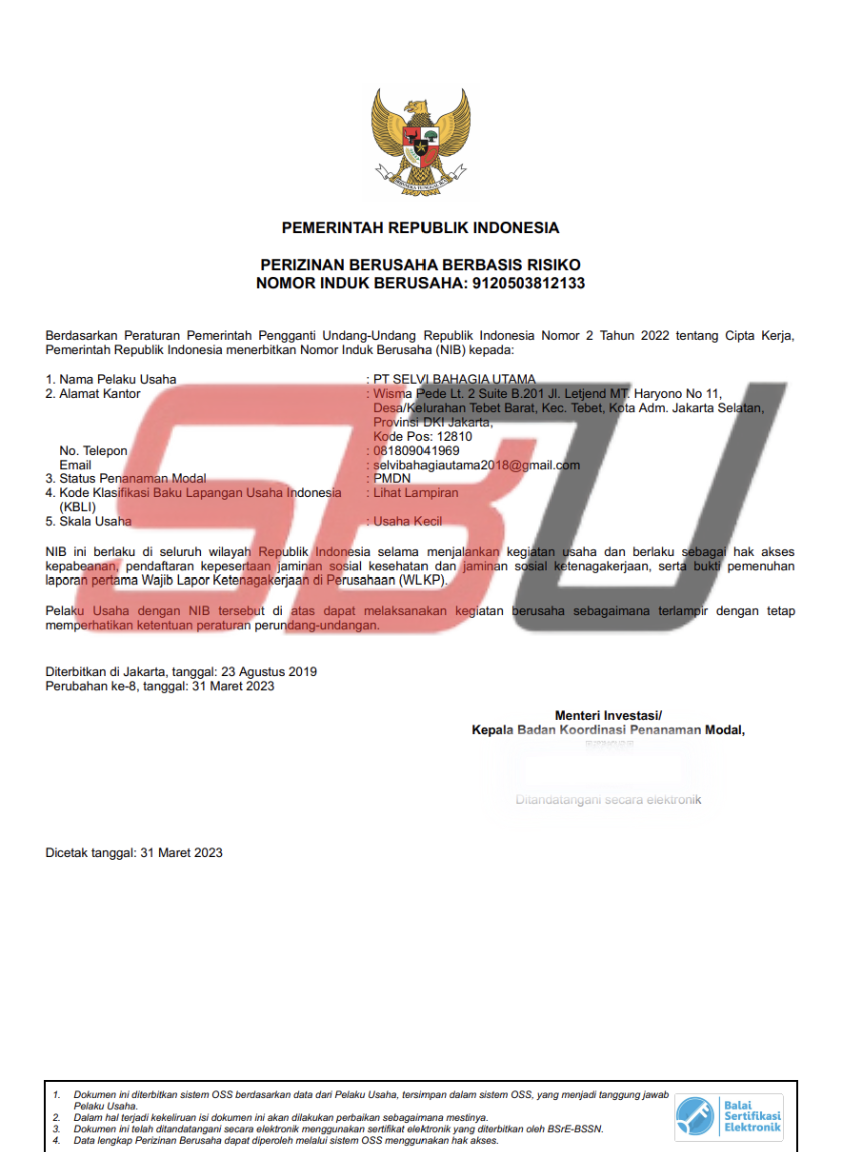 PEMERINTAH REPUBLIK INDONESIA
PERIZINAN BERUSAHA BERBASIS RISIKO
NOMOR INDUK BERUSAHA: 9120503812133
Berdasarkan Peraturan Pemerintah Pengganti Undang-Undang Republik Indonesia Nomor 2 Tahun 2022 tentang Cipta Kerja,
Pemerintah Republik Indonesia menerbitkan Nomor Induk Berusaha (NIB) kepada:
1. Nama Pelaku Usaha : PT SELVI BAHAGIA UTAMA
2. Alamat Kantor : Wisma Pede Lt. 2 Suite B.201 Jl. Letjend MT. Haryono No 11,
Desa/Kelurahan Tebet Barat, Kec. Tebet, Kota Adm. Jakarta Selatan,
Provinsi DKI Jakarta,
Kode Pos: 12810
No. Telepon : 081809041969
Email : selvibahagiautama2018@gmail.com
3. Status Penanaman Modal : PMDN
4. Kode Klasifikasi Baku Lapangan Usaha Indonesia : Lihat Lampiran
(KBLI)
5. Skala Usaha : Usaha Kecil
SBU
NIB ini berlaku di seluruh wilayah Republik Indonesia selama menjalankan kegiatan usaha dan berlaku sebagai hak akses
kepabeanan, pendaftaran kepesertaan jaminan sosial kesehatan dan jaminan sosial ketenagakerjaan, serta bukti pemenuhan
laporan pertama Wajib Lapor Ketenagakerjaan di Perusahaan (WLKP).
Pelaku Usaha dengan NIB tersebut di atas dapat melaksanakan kegiatan berusaha sebagaimana terlampir dengan tetap
memperhatikan ketentuan peraturan perundang-undangan.
Diterbitkan di Jakarta, tanggal: 23 Agustus 2019
Perubahan ke-8, tanggal: 31 Maret 2023
Menteri Investasi/
Kepala Badan Koordinasi Penanaman Modal,
Ditandatangani secara elektronik
Dicetak tanggal: 31 Maret 2023
1. Dokumen ini diterbitkan sistem OSS berdasarkan data dari Pelaku Usaha, tersimpan dalam sistem OSS, yang menjadi tanggung jawab
Pelaku Usaha.
2. Dalam hal terjadi kekeliruan isi dokumen ini akan dilakukan perbaikan sebagaimana mestinya.
3. Dokumen ini telah ditandatangani secara elektronik menggunakan sertifikat elektronik yang diterbitkan oleh BSrE-BSSN.
4. Data lengkap Perizinan Berusaha dapat diperoleh melalui sistem OSS menggunakan hak akses.
Balai
Sertifikasi
Elektronik